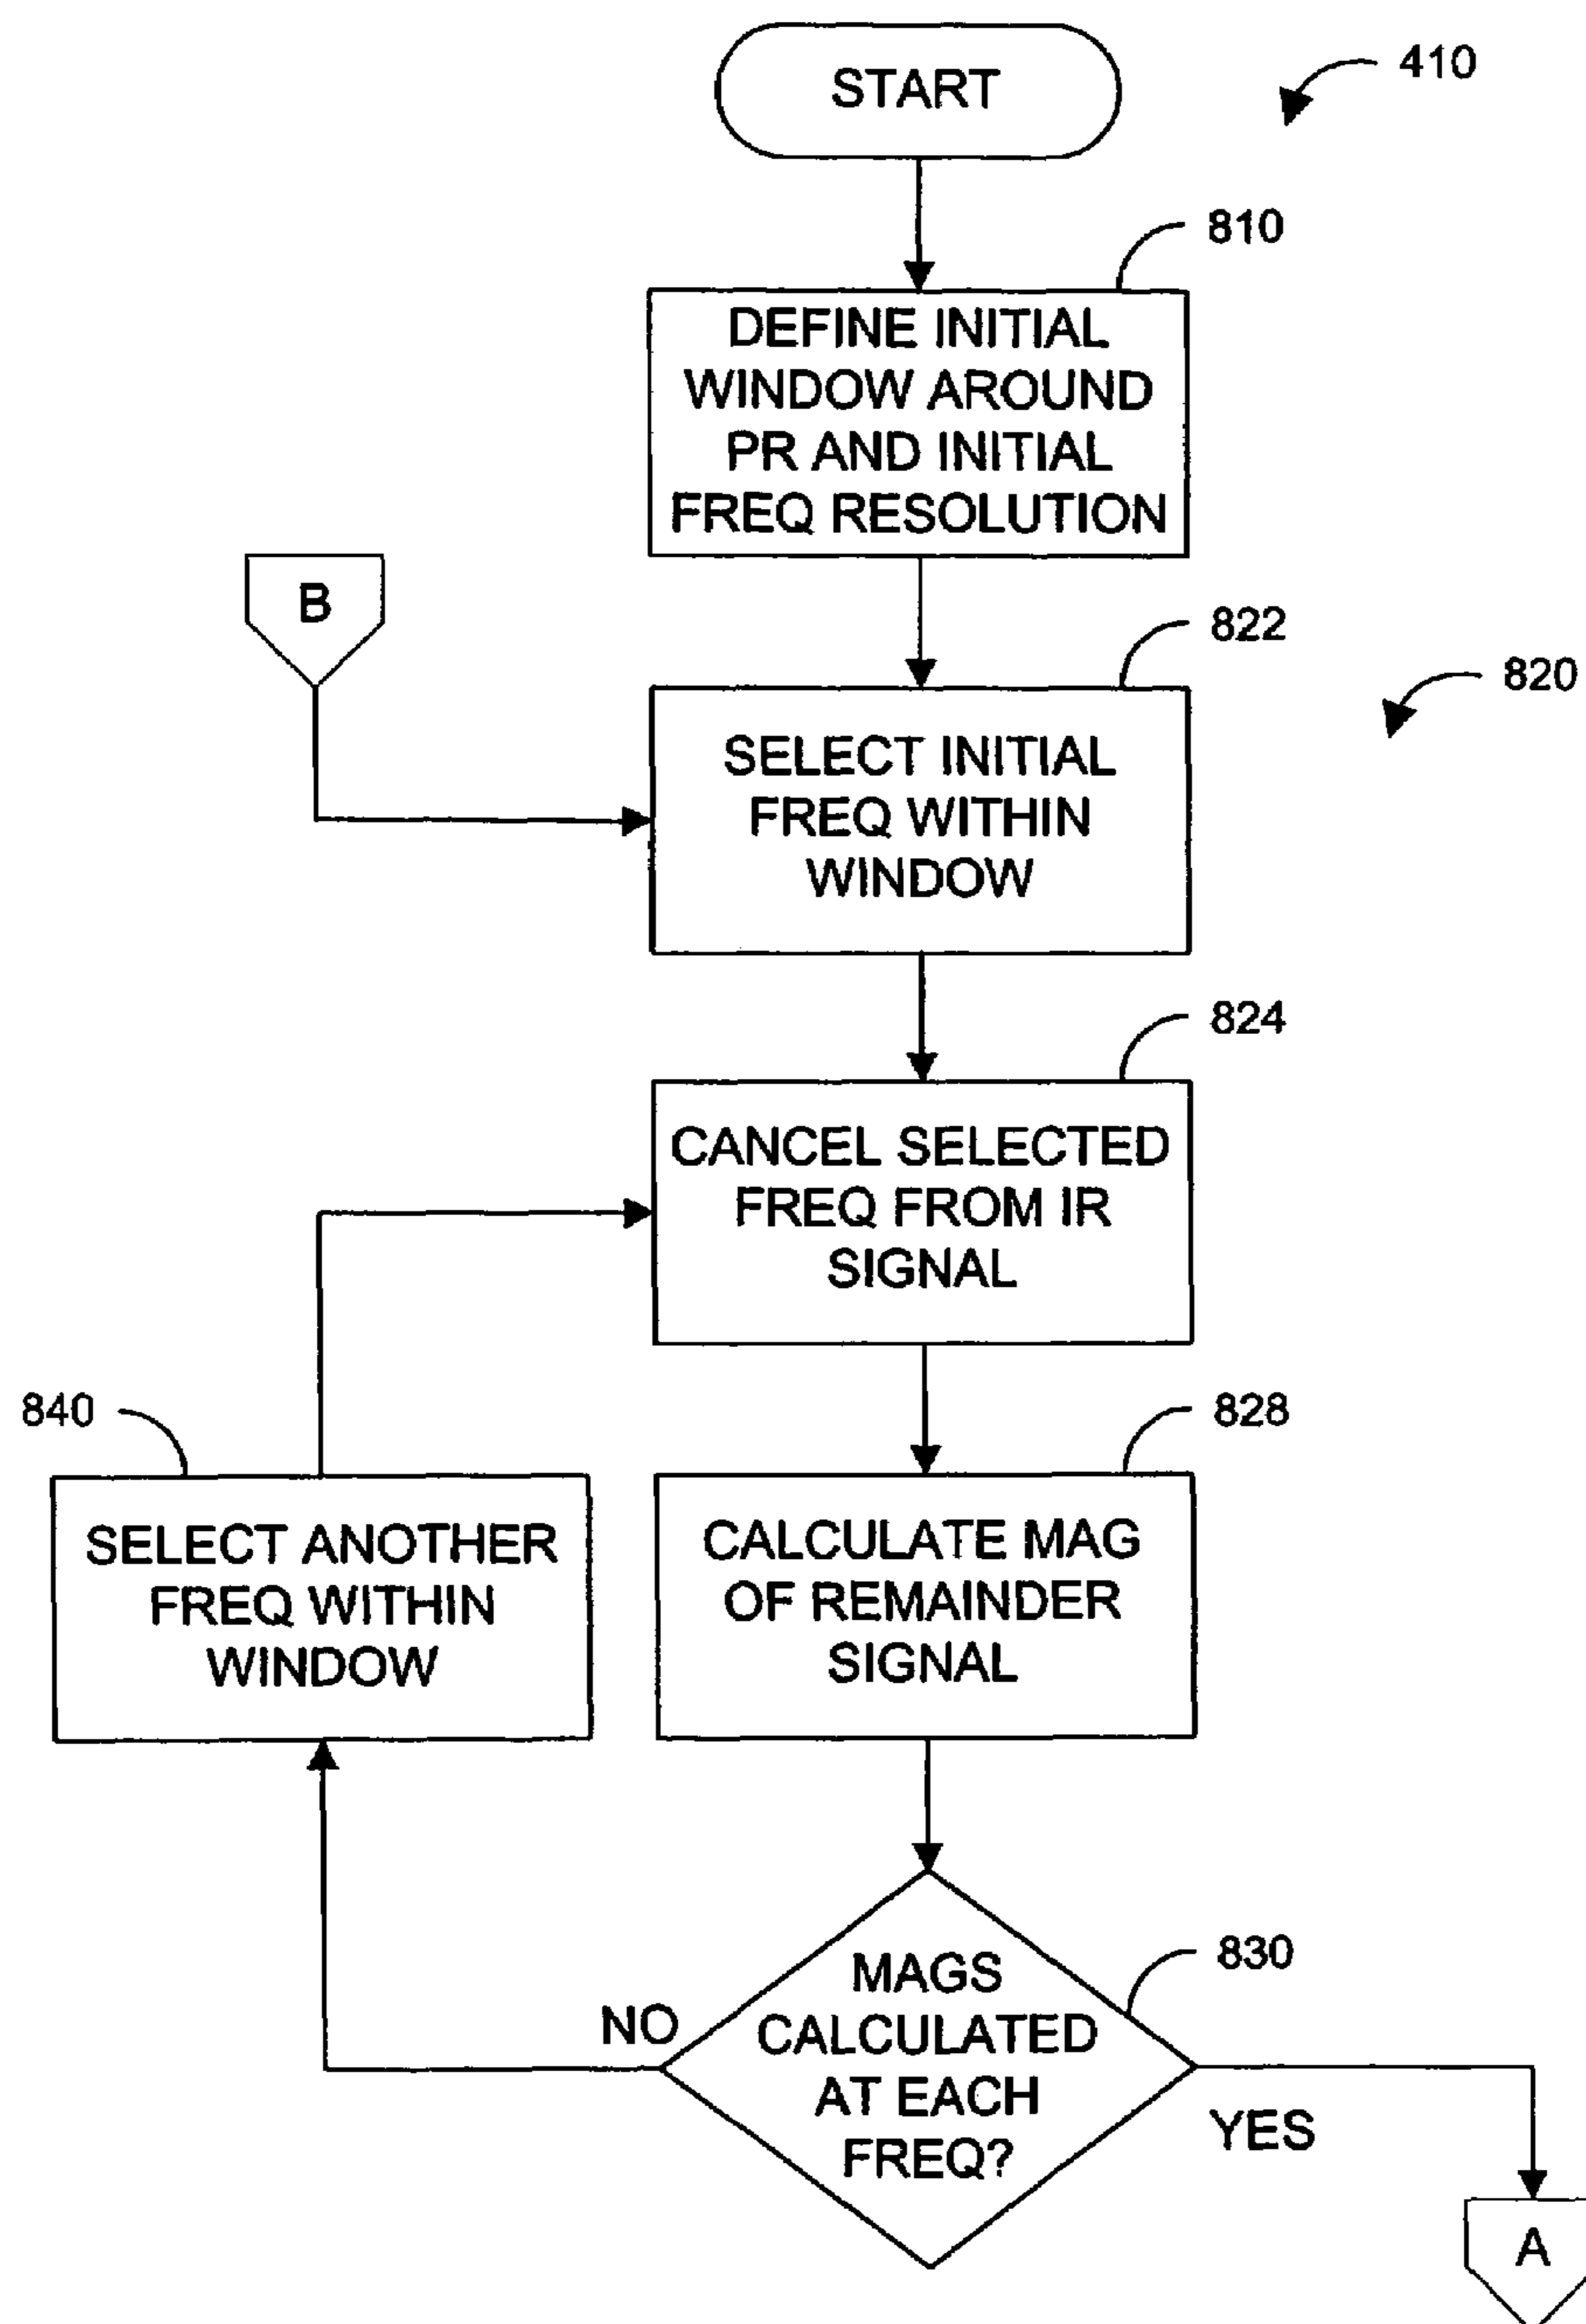 START
410
810
DEFINE INITIAL
WINDOW AROUND
PR AND INITIAL
FREQ RESOLUTION
B
822
820
SELECT INITIAL
FREQ WITHIN
WINDOW
824
CANCEL SELECTED
FREQ FROM IR
SIGNAL
840
828
SELECT ANOTHER
FREQ WITHIN
WINDOW
CALCULATE MAG
OF REMAINDER
SIGNAL
830
MAGS
CALCULATED
AT EACH
FREQ?
NO
YES
A